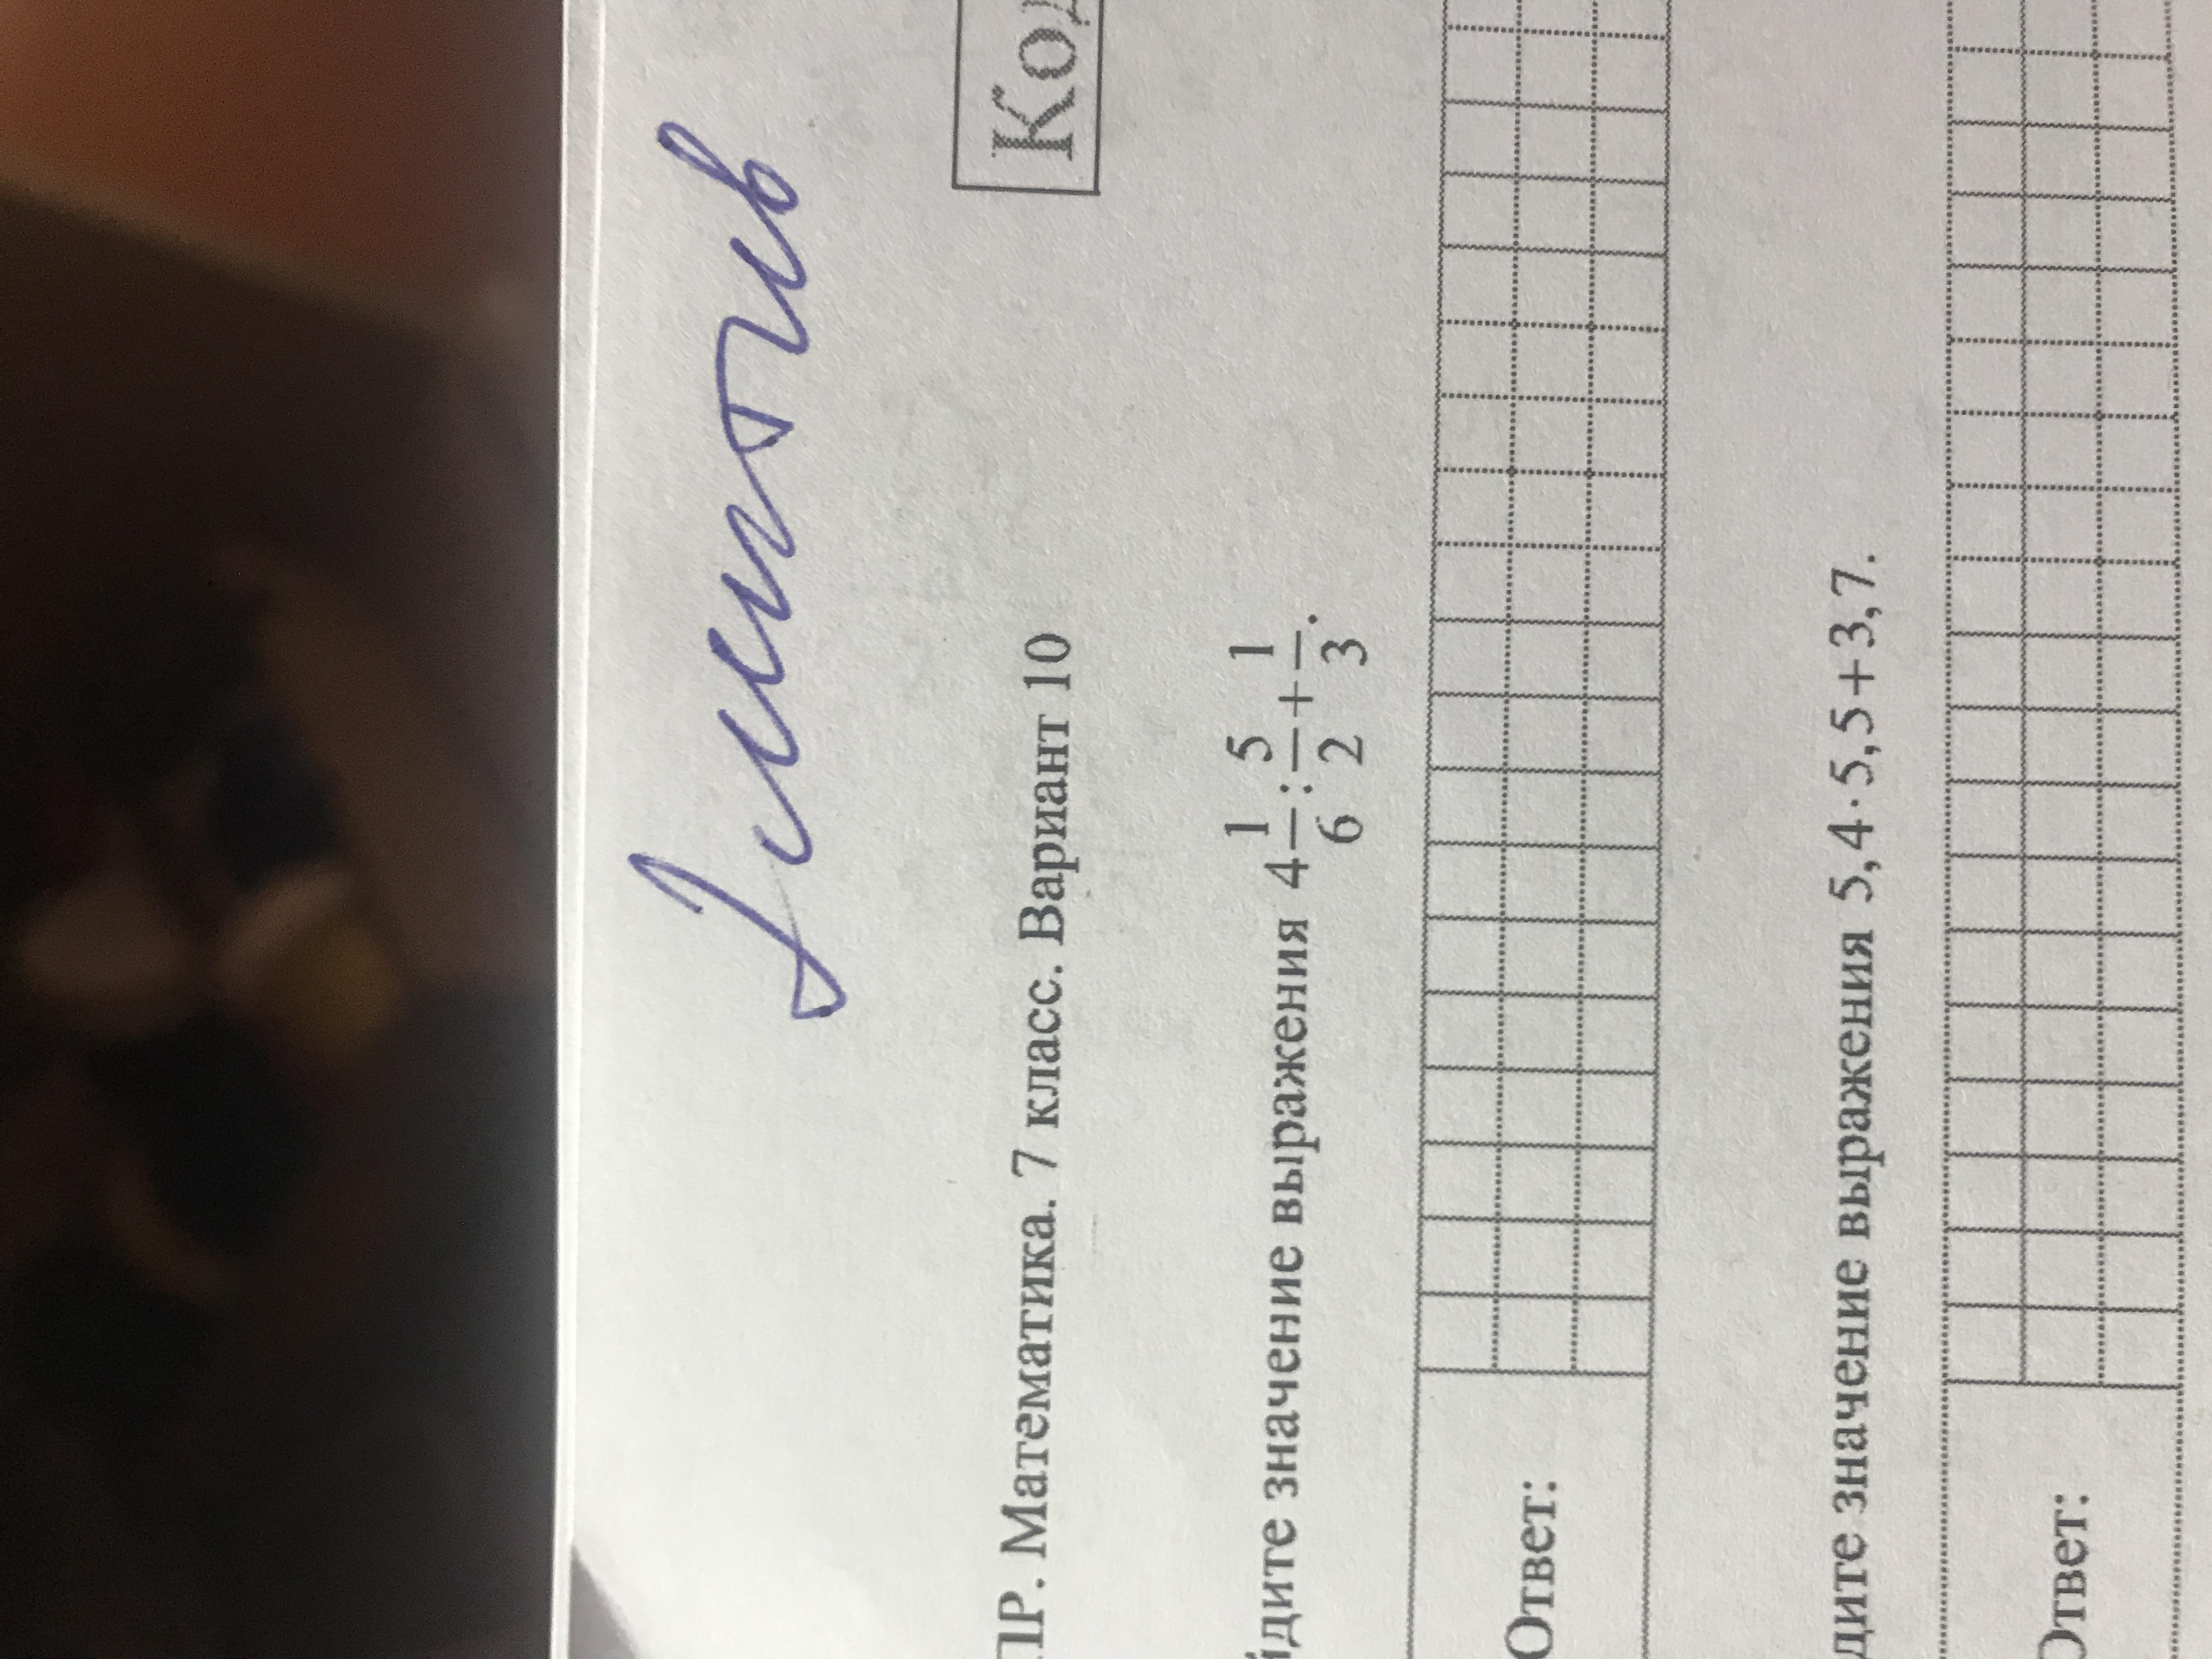 Код
ПР. Математика. 7 класс. Вариант 10
йдите значение выражения 4 1/6 : 5/2 + 1/3.
Ответ:
дите значение выражения 5,4·5,5+3,7.
Ответ: